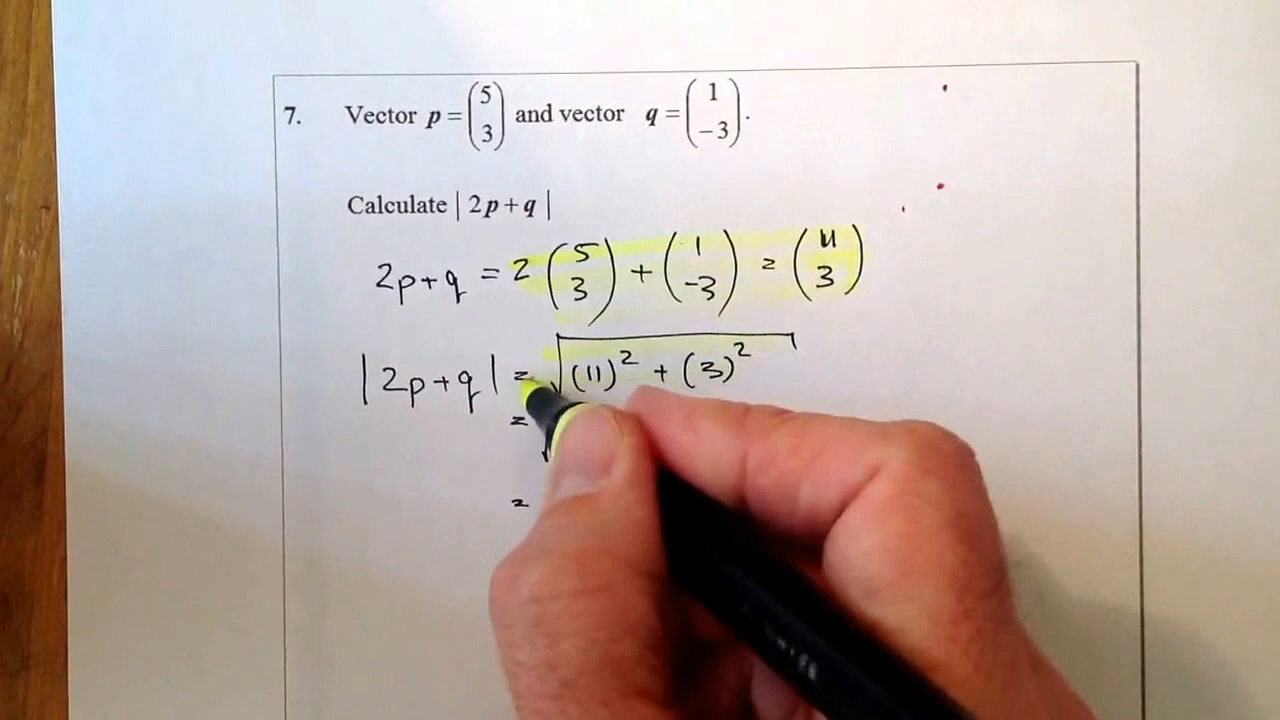 7. Vector p = (5 3) and vector q = (1 -3).
Calculate | 2p + q |
2p+q = 2 (5 3) + (1 -3) = (11 3)
|2p+q| = √(11)² + (3)²
=
=